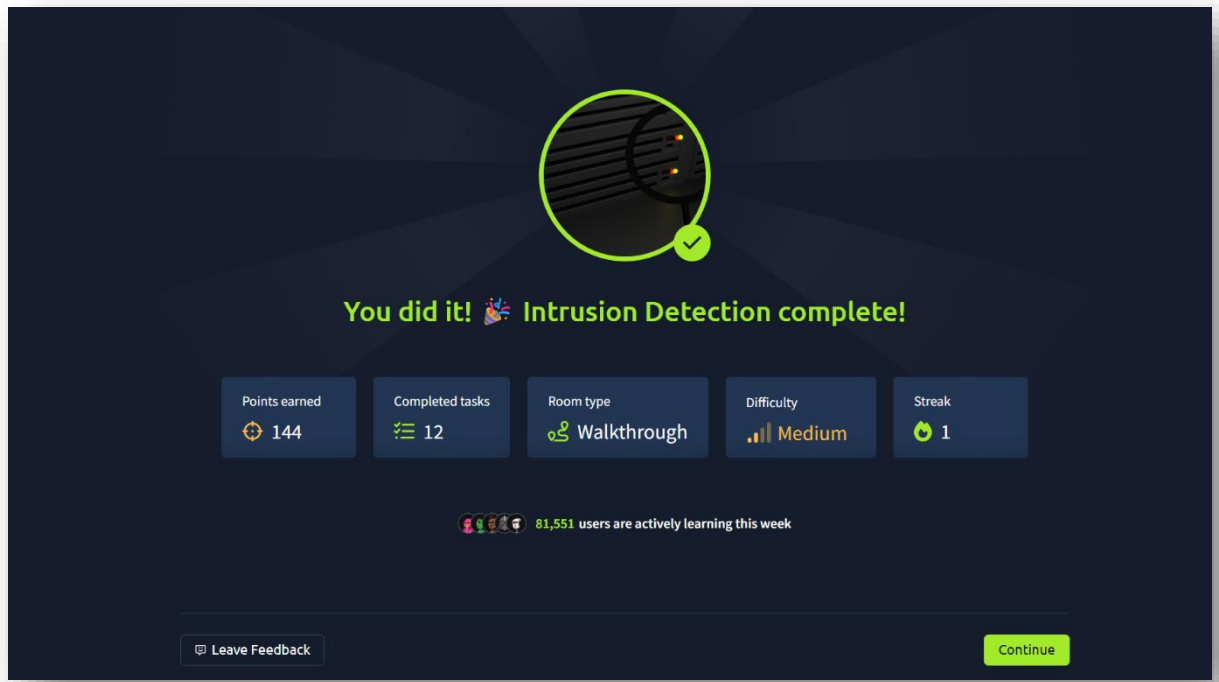 You did it! 🎉 Intrusion Detection complete!
Points earned
144
Completed tasks
12
Room type
Walkthrough
Difficulty
Medium
Streak
1
81,551 users are actively learning this week
Leave Feedback
Continue